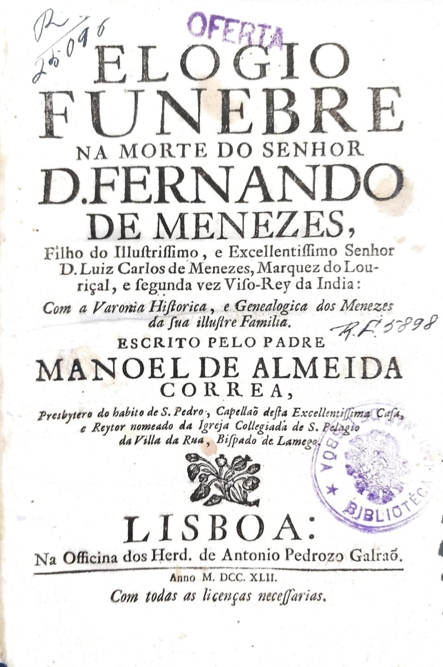 OFERTA
R
25096
ELOGIO
FUNEBRE
NA MORTE DO SENHOR
D. FERNANDO
DE MENEZES,
Filho do Illuſtriſſimo, e Excellentiſſimo Senhor
D. Luiz Carlos de Menezes, Marquez do Lou-
riçal, e ſegunda vez Viſo-Rey da India:
Com a Varonia Hiſtorica, e Genealogica dos Menezes
da ſua illuſtre Familia.
R.E. 5898
ESCRITO PELO PADRE
MANOEL DE ALMEIDA
CORREA,
Presbytero do habito de S. Pedro, Capellaõ deſta Excellentiſſima Caſa,
e Reytor nomeado da Igreja Collegiada de S. Pelagio
da Villa da Rua, Biſpado de Lamego.
BIBLIOTECA
LISBOA:
Na Officina dos Herd. de Antonio Pedrozo Galraõ.
Anno M. DCC. XLII.
Com todas as licenças neceſſarias.